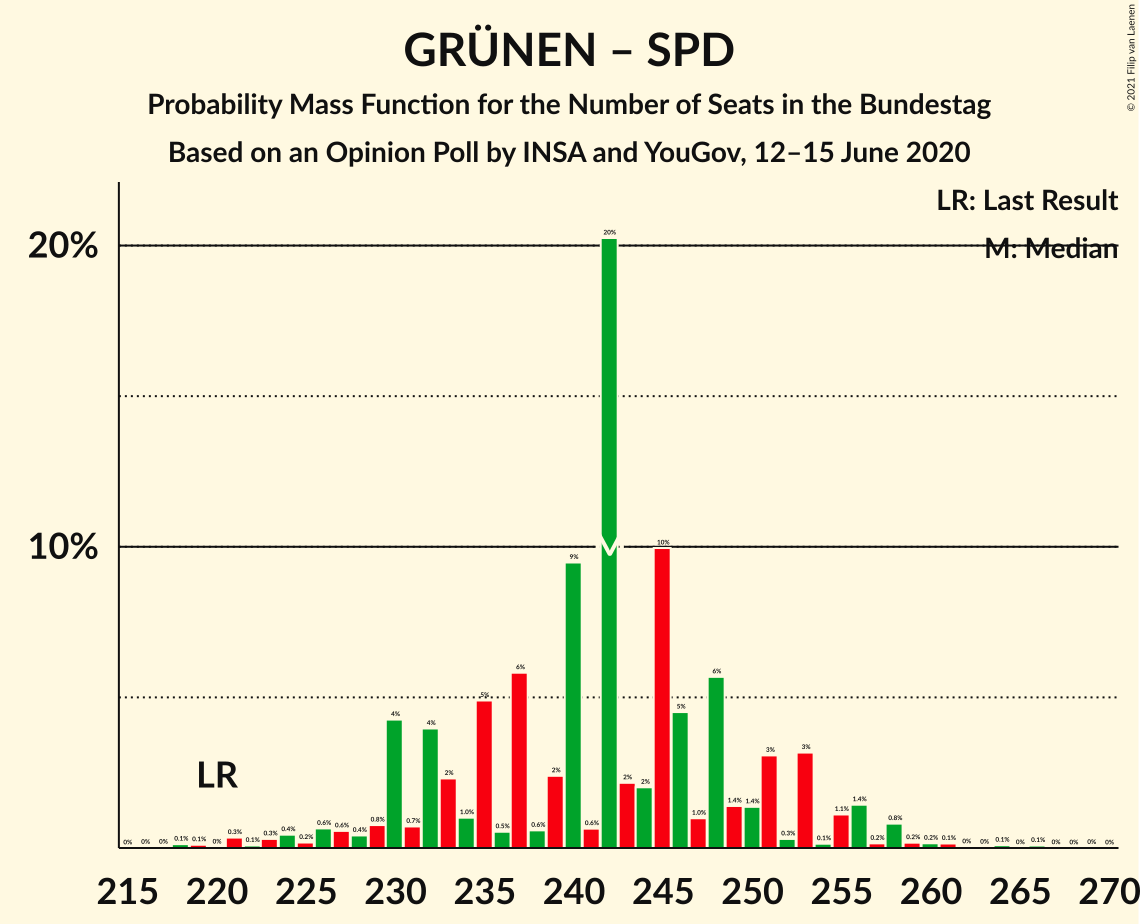 GRÜNEN – SPD
Probability Mass Function for the Number of Seats in the Bundestag
Based on an Opinion Poll by INSA and YouGov, 12–15 June 2020
© 2021 Filip van Laenen
LR: Last Result
M: Median
20%
10%
LR
0% 0% 0% 0.1% 0.1% 0% 0.3% 0.1% 0.3% 0.4% 0.2% 0.6% 0.6% 0.4% 0.8% 4% 0.7% 4% 2% 1.0% 5% 0.5% 6% 0.6% 2% 9% 0.6% 20% 2% 2% 10% 5% 1.0% 6% 1.4% 1.4% 3% 0.3% 3% 0.1% 1.1% 1.4% 0.2% 0.8% 0.2% 0.2% 0.1% 0% 0% 0.1% 0% 0.1% 0% 0% 0% 0%
215 220 225 230 235 240 245 250 255 260 265 270